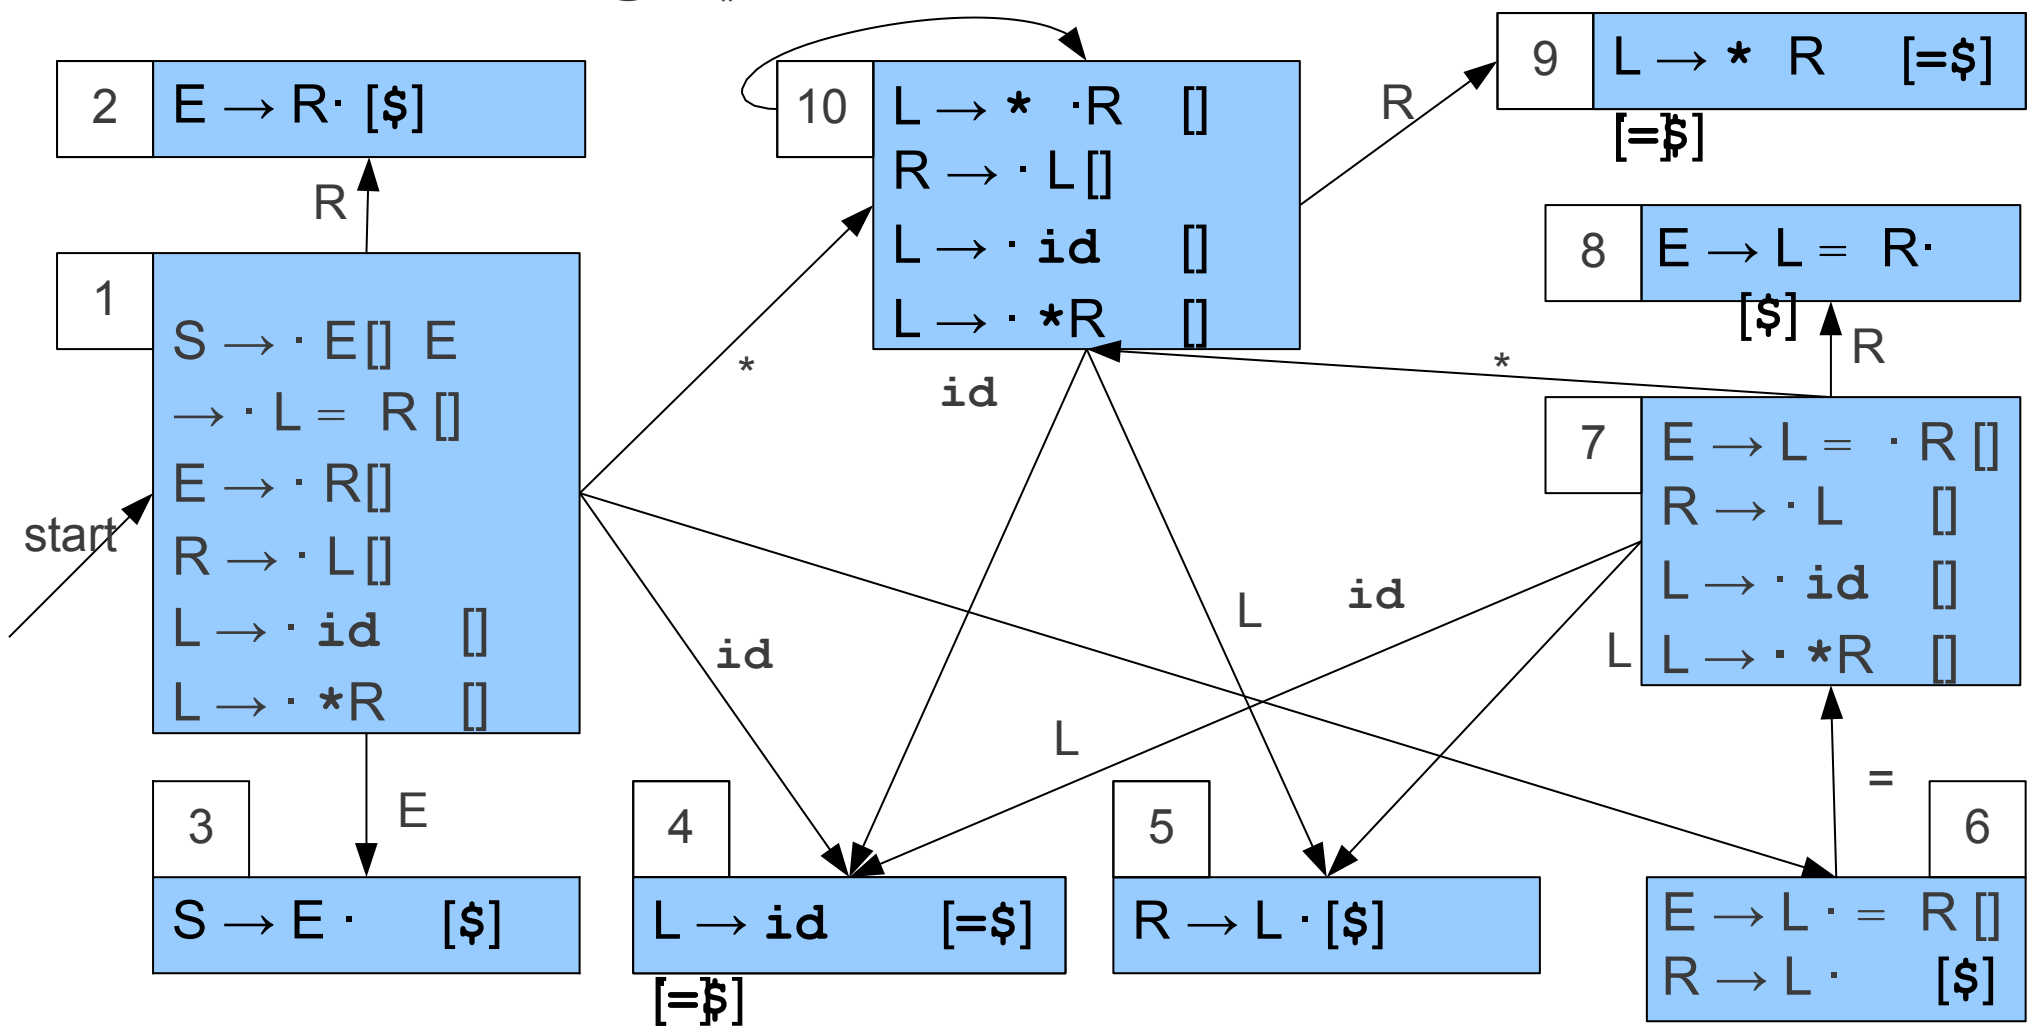 2
E → R· [$]
R
1
S → · E[] E
→ · L = R []
E → · R[]
R → · L[]
L → · id []
L → · *R []
start
E
3
S → E · [$]
10
L → * ·R []
R → · L[]
L → · id []
L → · *R []
*
id
id
L
L
id
*
R
4
L → id [=$]
5
R → L · [$]
9
L → * R [=$]
8
E → L = R·
[$]
R
7
E → L = · R []
R → · L []
L → · id []
L → · *R []
L
=
6
E → L · = R []
R → L · [$]